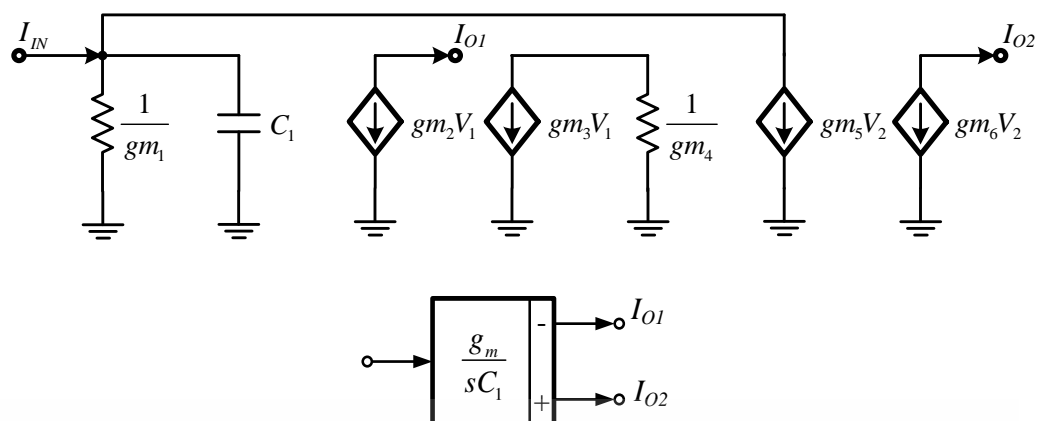 I_IN
I_O1
I_O2
1/gm_1
C_1
gm_2V_1
gm_3V_1
1/gm_4
gm_5V_2
gm_6V_2
g_m/sC_1
-
I_O1
+
I_O2